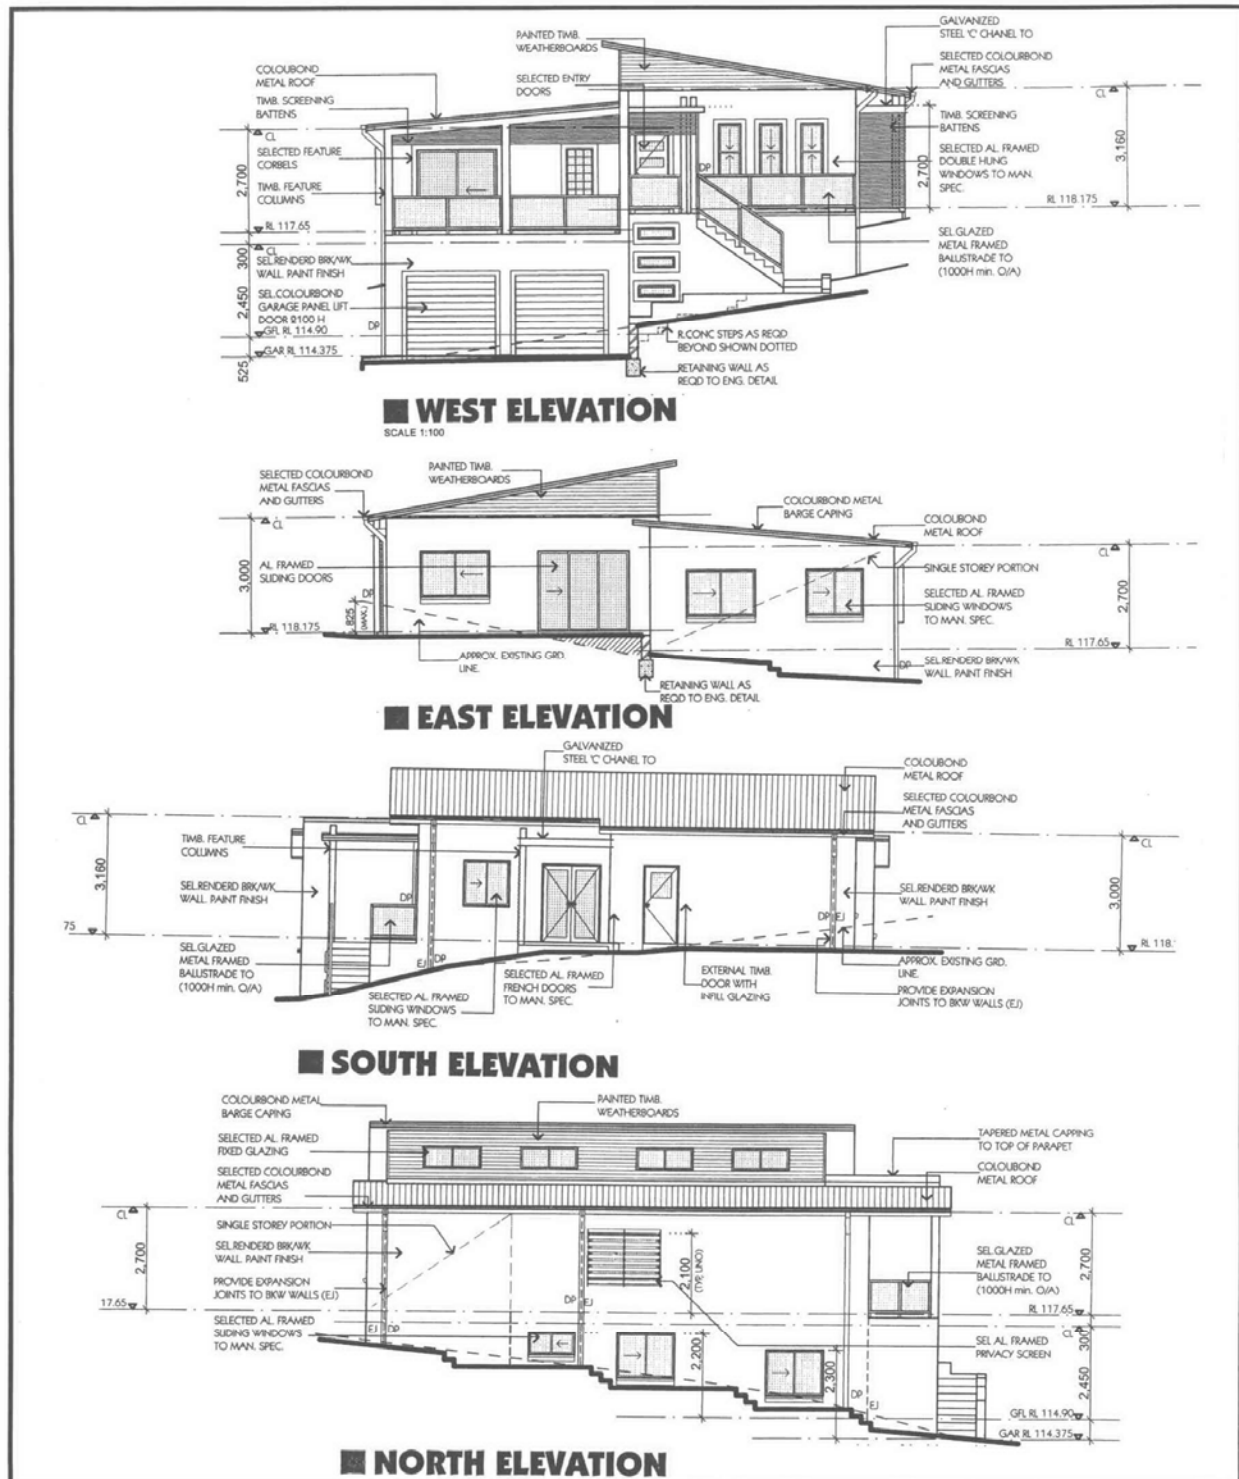 PAINTED TIMB.
WEATHERBOARDS
GALVANIZED
STEEL 'C' CHANEL TO
COLOUBOND
METAL ROOF
SELECTED ENTRY
DOORS
SELECTED COLOURBOND
METAL FASCIAS
AND GUTTERS
CL
TIMB. SCREENING
BATTENS
CL
TIMB. SCREENING
BATTENS
3,160
SELECTED FEATURE
CORBELS
2,700
SELECTED AL. FRAMED
DOUBLE HUNG
WINDOWS TO MAN.
SPEC.
DP
2,700
TIMB. FEATURE
COLUMNS
RL 118.175
RL 117.65
CL
300
SEL.RENDERD BRK/WK
WALL. PAINT FINISH
SEL.GLAZED
METAL FRAMED
BALUSTRADE TO
(1000H min. O/A)
2,450
SEL.COLOURBOND
GARAGE PANEL LIFT
DOOR 2100 H
DP
GFL RL 114.90
R.CONC STEPS AS REQD
BEYOND SHOWN DOTTED
GAR RL 114.375
525
RETAINING WALL AS
REQD TO ENG. DETAIL
WEST ELEVATION
SCALE 1:100
SELECTED COLOURBOND
METAL FASCIAS
AND GUTTERS
PAINTED TIMB.
WEATHERBOARDS
COLOURBOND METAL
BARGE CAPING
COLOUBOND
METAL ROOF
CL
CL
3,000
AL. FRAMED
SLIDING DOORS
SINGLE STOREY PORTION
SELECTED AL. FRAMED
SLIDING WINDOWS
TO MAN. SPEC.
2,700
DP
825
(MAX.)
RL 118.175
RL 117.65
APPROX. EXISTING GRD.
LINE.
DP
SEL.RENDERD BRK/WK
WALL. PAINT FINISH
RETAINING WALL AS
REQD TO ENG. DETAIL
EAST ELEVATION
GALVANIZED
STEEL 'C' CHANEL TO
COLOUBOND
METAL ROOF
SELECTED COLOURBOND
METAL FASCIAS
AND GUTTERS
CL
CL
TIMB. FEATURE
COLUMNS
3,160
SEL.RENDERD BRK/WK
WALL. PAINT FINISH
DP
SEL.RENDERD BRK/WK
WALL. PAINT FINISH
3,000
75
DP
EJ
RL 118.
SEL.GLAZED
METAL FRAMED
BALUSTRADE TO
(1000H min. O/A)
EJ
DP
SELECTED AL. FRAMED
SLIDING WINDOWS
TO MAN. SPEC.
SELECTED AL. FRAMED
FRENCH DOORS
TO MAN. SPEC.
EXTERNAL TIMB.
DOOR WITH
INFILL GLAZING
APPROX. EXISTING GRD.
LINE.
PROVIDE EXPANSION
JOINTS TO BKW WALLS (EJ)
SOUTH ELEVATION
COLOURBOND METAL
BARGE CAPING
PAINTED TIMB.
WEATHERBOARDS
SELECTED AL. FRAMED
FIXED GLAZING
TAPERED METAL CAPPING
TO TOP OF PARAPET
SELECTED COLOURBOND
METAL FASCIAS
AND GUTTERS
COLOUBOND
METAL ROOF
CL
CL
SINGLE STOREY PORTION
2,700
SEL.RENDERD BRK/WK
WALL. PAINT FINISH
2,100
(TYP. UNO)
SEL.GLAZED
METAL FRAMED
BALUSTRADE TO
(1000H min. O/A)
2,700
PROVIDE EXPANSION
JOINTS TO BKW WALLS (EJ)
17.65
DP
EJ
RL 117.65
SELECTED AL. FRAMED
SLIDING WINDOWS
TO MAN. SPEC.
EJ
DP
CL
300
SEL AL. FRAMED
PRIVACY SCREEN
2,200
2,300
2,450
DP
EJ
GFL RL 114.90
GAR RL 114.375
NORTH ELEVATION